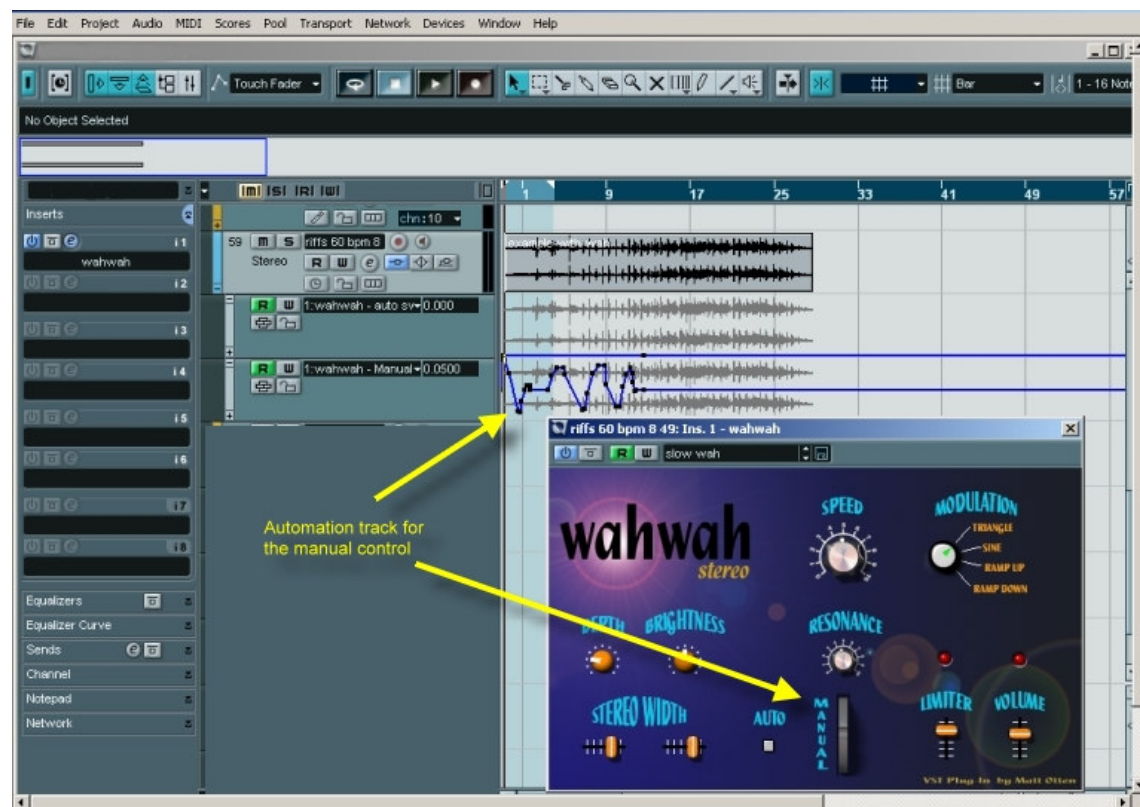 File Edit Project Audio MIDI Scores Pool Transport Network Devices Window Help
Touch Fader
Bar
1 - 16 Note
No Object Selected
M S R W
1 9 17 25 33 41 49 57
Inserts
chn:10
i1
wahwah
59 m S riffs 60 bpm 8
Stereo R W e
example with wah
i2
R W 1:wahwah - auto sw 0.000
i3
R W 1:wahwah - Manual 0.0500
i4
i5
i6
i7
i8
Automation track for
the manual control
Equalizers
Equalizer Curve
Sends
Channel
Notepad
Network
riffs 60 bpm 8 49: Ins. 1 - wahwah
R W slow wah
wahwah
stereo
SPEED
MODULATION
TRIANGLE
SINE
RAMP UP
RAMP DOWN
DEPTH BRIGHTNESS
RESONANCE
STEREO WIDTH
AUTO
MANUAL
LIMITER VOLUME
VST Plug-In by Matt Otten